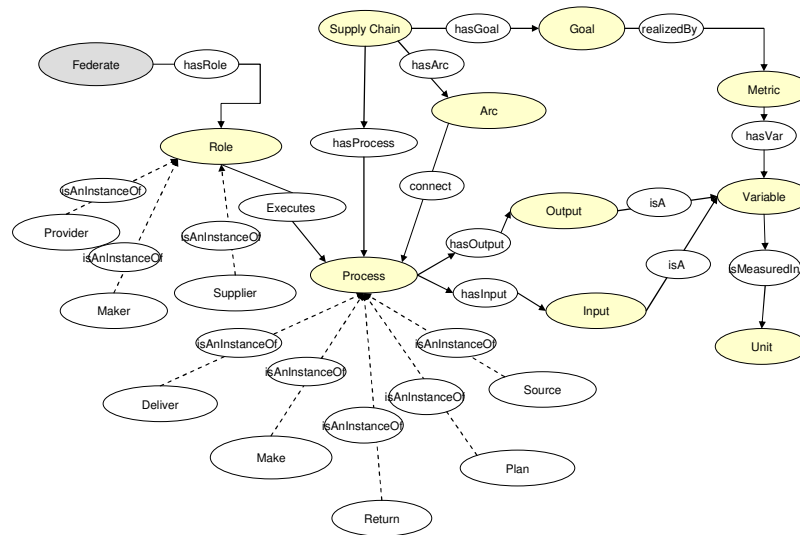 Supply Chain
hasGoal
Goal
realizedBy
Federate
hasRole
hasArc
Metric
Arc
hasVar
Role
hasProcess
isAnInstanceOf
connect
Variable
Provider
Executes
Output
isA
isAnInstanceOf
hasOutput
isAnInstanceOf
isA
isMeasuredIn
Process
Maker
Supplier
hasInput
Input
isAnInstanceOf
isAnInstanceOf
Unit
isAnInstanceOf
Source
Deliver
isAnInstanceOf
isAnInstanceOf
Make
Plan
Return